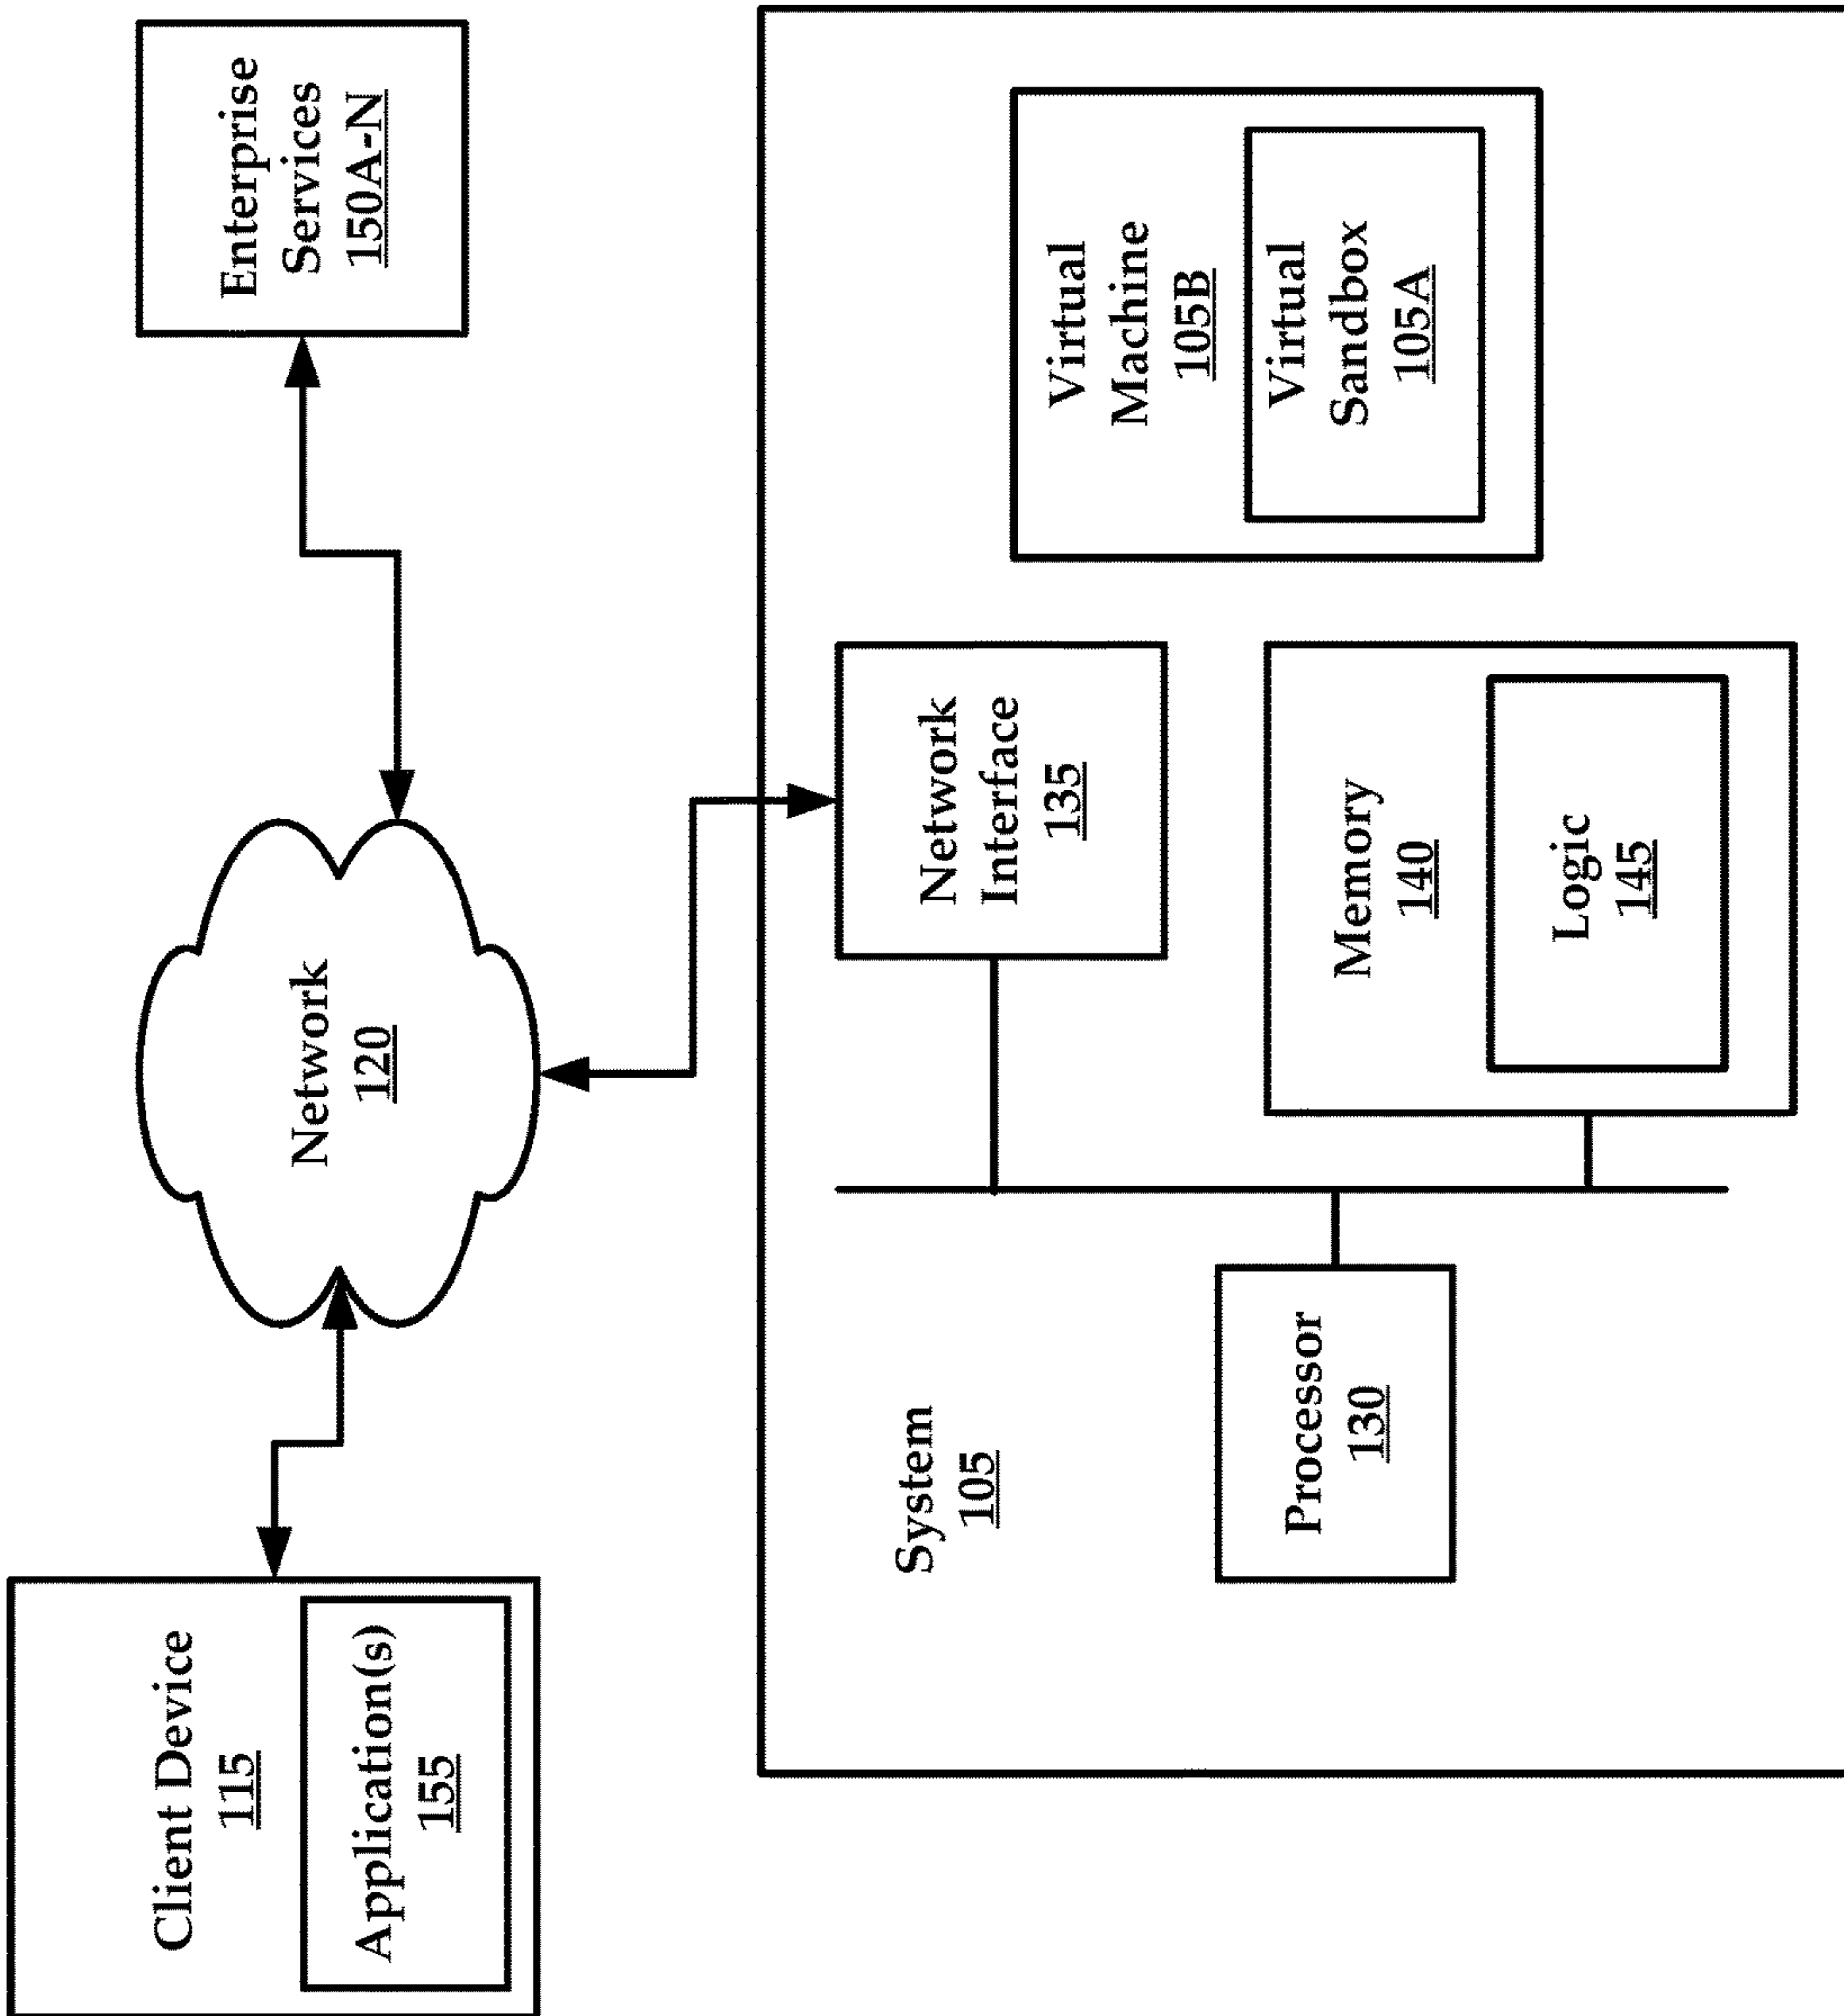 Client Device
115
Application(s)
155
Network
120
Enterprise
Services
150A-N
System
105
Processor
130
Network
Interface
135
Memory
140
Logic
145
Virtual
Machine
105B
Virtual
Sandbox
105A